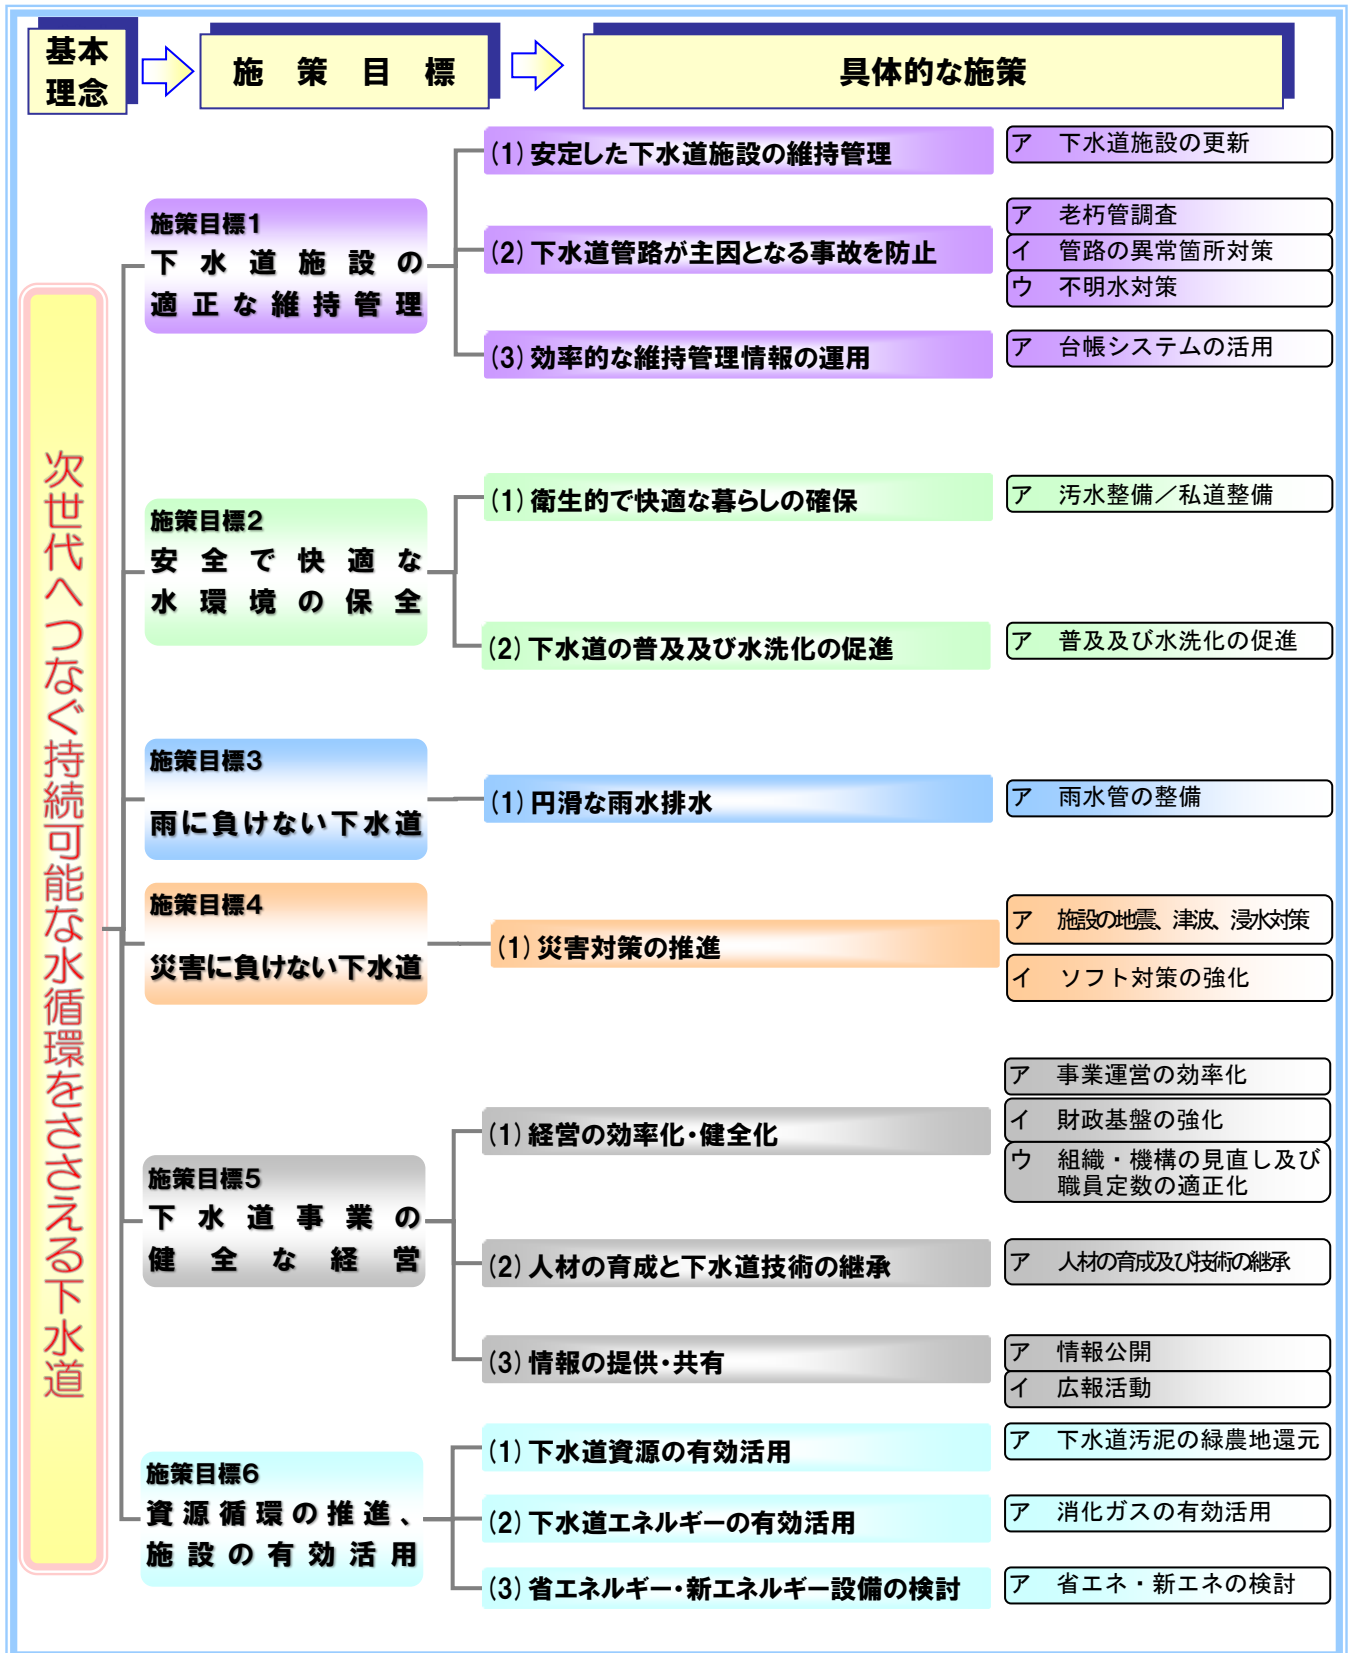 基本
理念
施策目標
具体的な施策
次世代へつなぐ持続可能な水循環をささえる下水道
施策目標1
下水道施設の
適正な維持管理
(1)安定した下水道施設の維持管理
ア 下水道施設の更新
(2)下水道管路が主因となる事故を防止
ア 老朽管調査
イ 管路の異常箇所対策
ウ 不明水対策
(3)効率的な維持管理情報の運用
ア 台帳システムの活用
施策目標2
安全で快適な
水環境の保全
(1)衛生的で快適な暮らしの確保
ア 汚水整備／私道整備
(2)下水道の普及及び水洗化の促進
ア 普及及び水洗化の促進
施策目標3
雨に負けない下水道
(1)円滑な雨水排水
ア 雨水管の整備
施策目標4
災害に負けない下水道
(1)災害対策の推進
ア 施設の地震、津波、浸水対策
イ ソフト対策の強化
施策目標5
下水道事業の
健全な経営
(1)経営の効率化・健全化
ア 事業運営の効率化
イ 財政基盤の強化
ウ 組織・機構の見直し及び
職員定数の適正化
(2)人材の育成と下水道技術の継承
ア 人材の育成及び技術の継承
(3)情報の提供・共有
ア 情報公開
イ 広報活動
施策目標6
資源循環の推進、
施設の有効活用
(1)下水道資源の有効活用
ア 下水道汚泥の緑農地還元
(2)下水道エネルギーの有効活用
ア 消化ガスの有効活用
(3)省エネルギー・新エネルギー設備の検討
ア 省エネ・新エネの検討